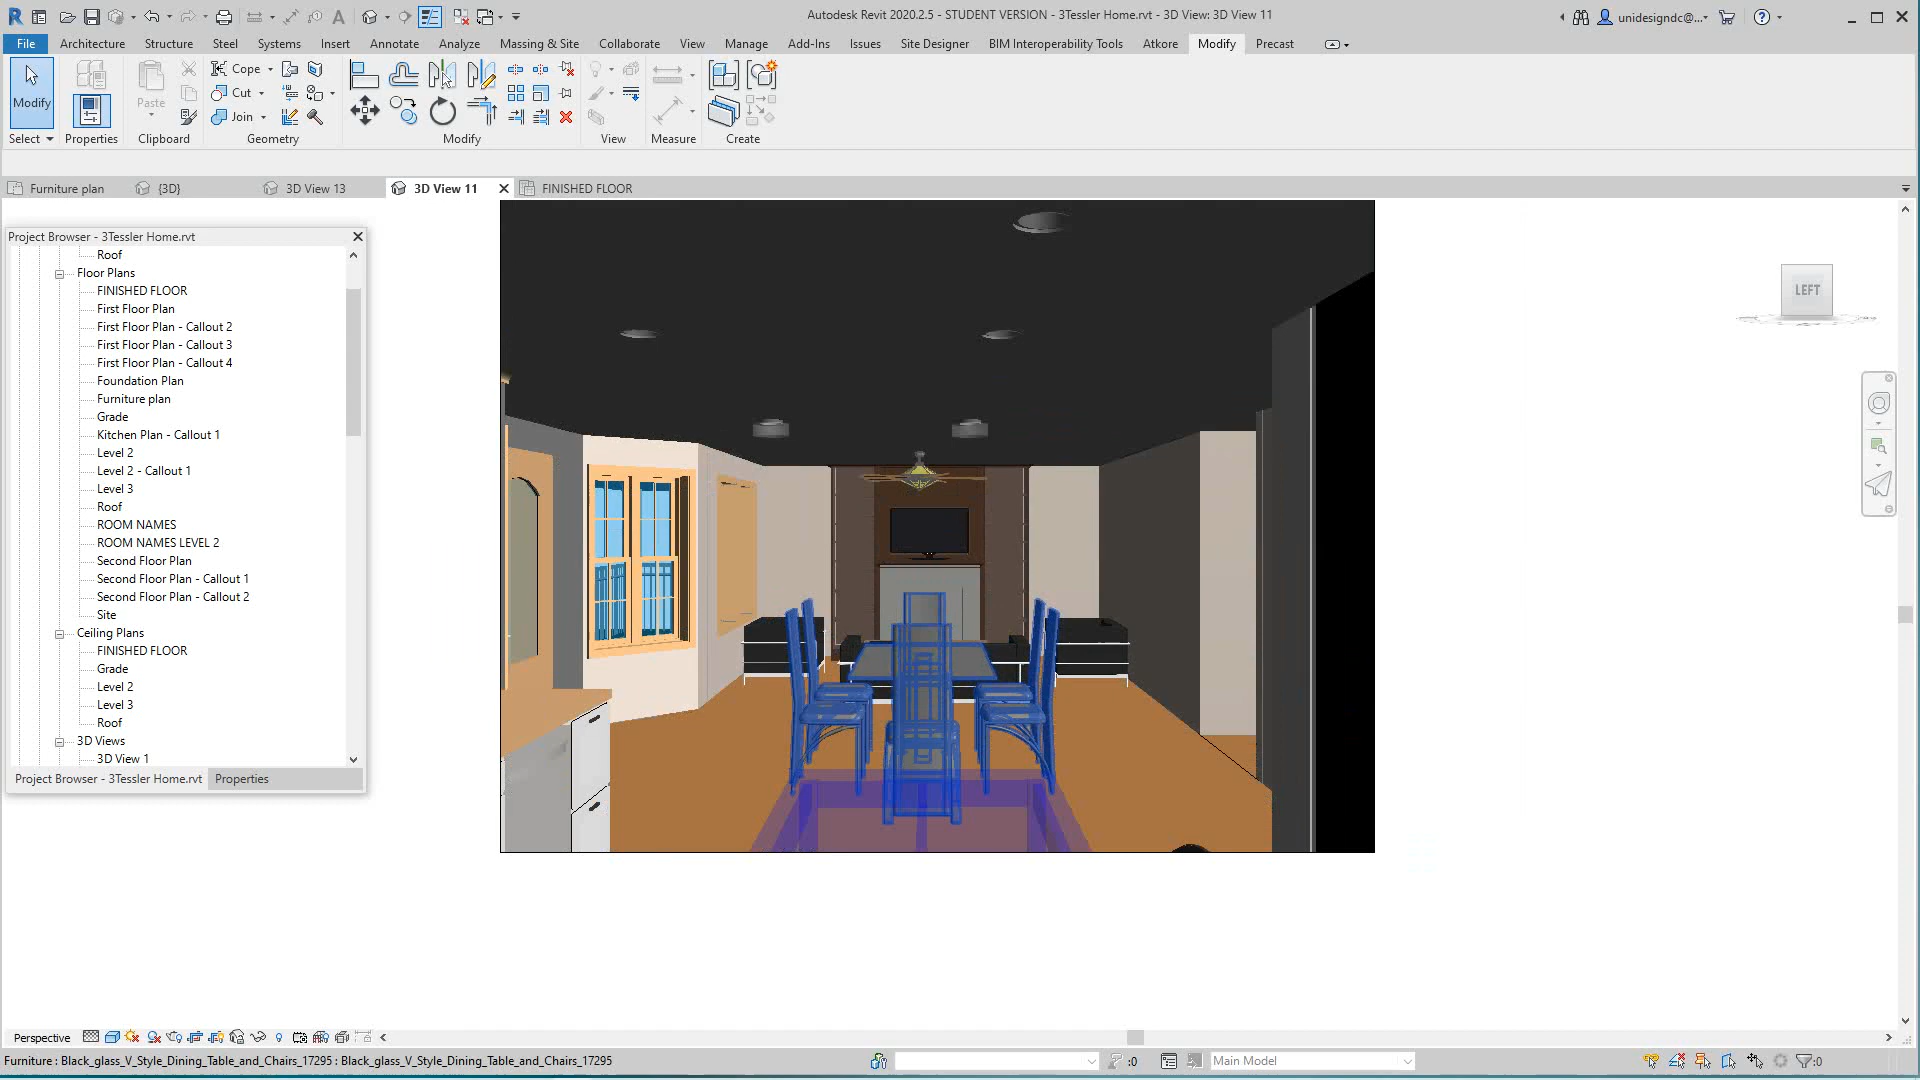 Autodesk Revit 2020.2.5 - STUDENT VERSION - 3Tessler Home.rvt - 3D View: 3D View 11
unidesigndc@...
File Architecture Structure Steel Systems Insert Annotate Analyze Massing & Site Collaborate View Manage Add-Ins Issues Site Designer BIM Interoperability Tools Atkore Modify Precast
Modify
Paste
Cope
Cut
Join
Select Properties Clipboard Geometry Modify View Measure Create
Furniture plan {3D} 3D View 13 3D View 11 FINISHED FLOOR
Project Browser - 3Tessler Home.rvt
Roof
Floor Plans
FINISHED FLOOR
First Floor Plan
First Floor Plan - Callout 2
First Floor Plan - Callout 3
First Floor Plan - Callout 4
Foundation Plan
Furniture plan
Grade
Kitchen Plan - Callout 1
Level 2
Level 2 - Callout 1
Level 3
Roof
ROOM NAMES
ROOM NAMES LEVEL 2
Second Floor Plan
Second Floor Plan - Callout 1
Second Floor Plan - Callout 2
Site
Ceiling Plans
FINISHED FLOOR
Grade
Level 2
Level 3
Roof
3D Views
3D View 1
Project Browser - 3Tessler Home.rvt Properties
LEFT
Perspective
Furniture : Black_glass_V_Style_Dining_Table_and_Chairs_17295 : Black_glass_V_Style_Dining_Table_and_Chairs_17295
:0
Main Model
:0